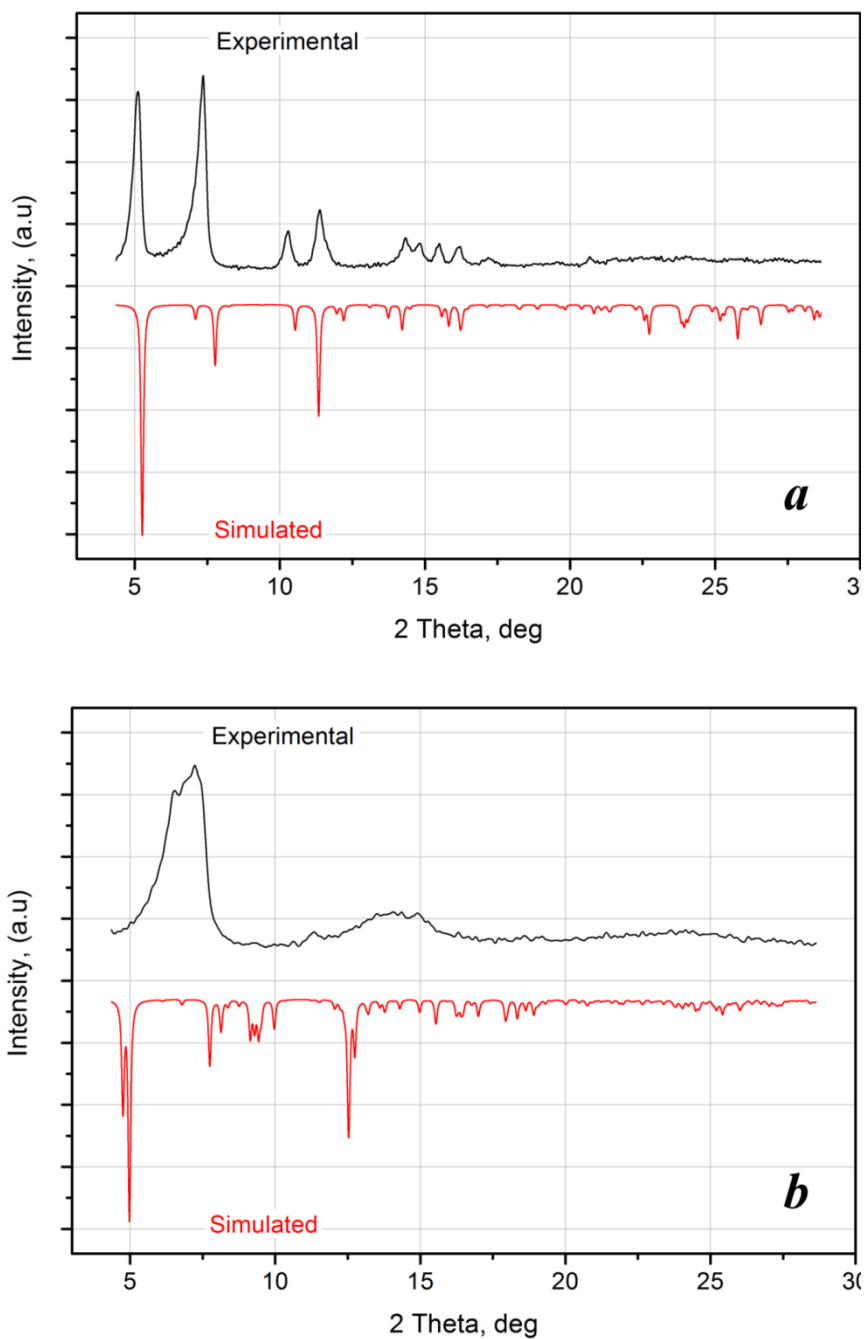 Experimental
Intensity, (a.u)
Simulated
a
5 10 15 20 25 30
2 Theta, deg
Experimental
Intensity, (a.u)
Simulated
b
5 10 15 20 25 30
2 Theta, deg